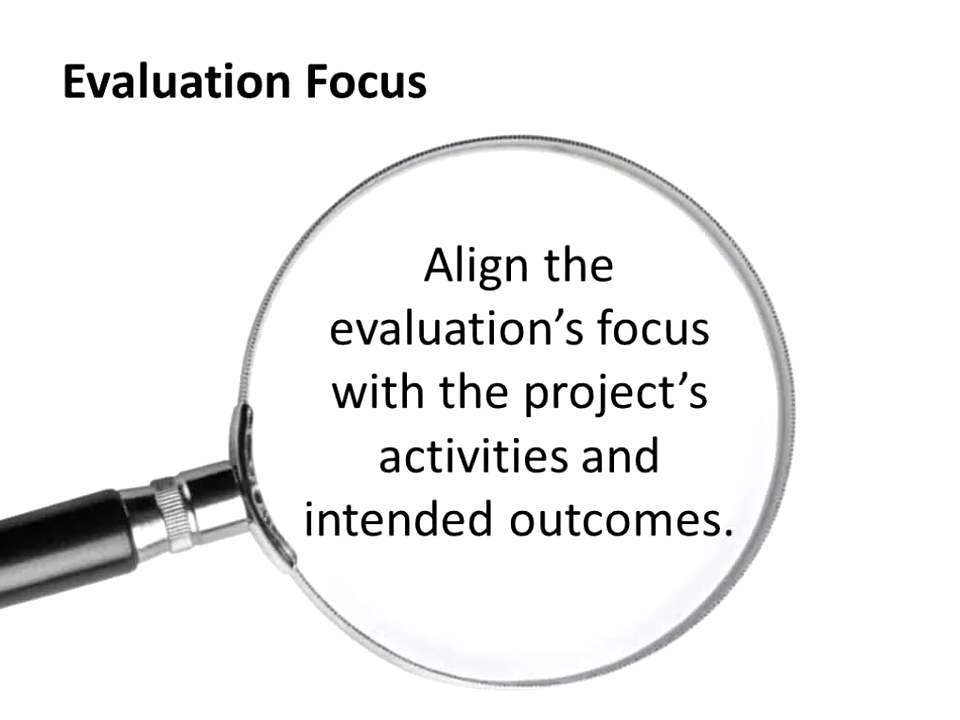 Evaluation Focus
Align the
evaluation’s focus
with the project’s
activities and
intended outcomes.